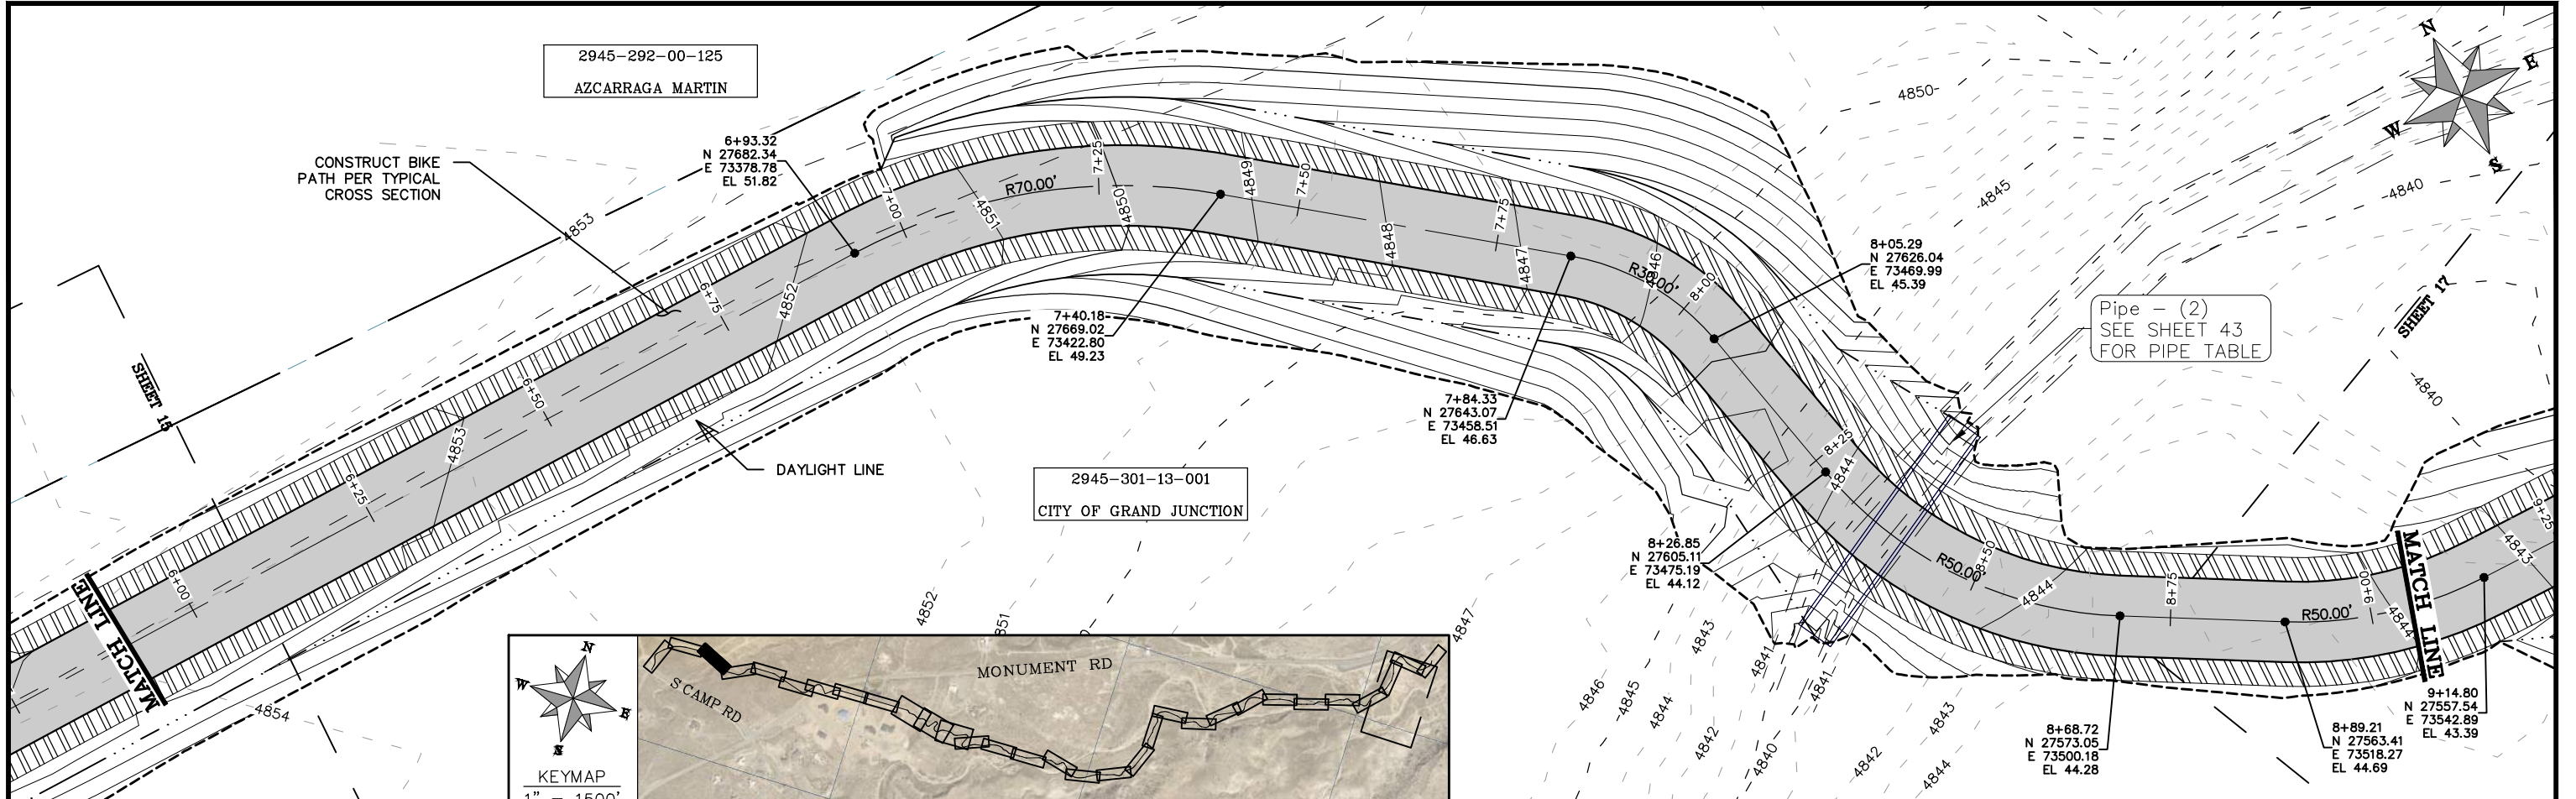 2945-292-00-125
AZCARRAGA MARTIN
N
E
W
S
4850-
CONSTRUCT BIKE
PATH PER TYPICAL
CROSS SECTION
6+93.32
N 27682.34
E 73378.78
EL 51.82
4853
7+00
R70.00'
7+25
4851
4850
4849
7+50
4848
7+75
4847
R30.00'
8+00
8+05.29
N 27626.04
E 73469.99
EL 45.39
-4845
-4840
SHEET 17
Pipe - (2)
SEE SHEET 43
FOR PIPE TABLE
-4840
SHEET 15
6+75
4852
7+40.18
N 27669.02
E 73422.80
EL 49.23
6+50
4853
6+25
7+84.33
N 27643.07
E 73458.51
EL 46.63
DAYLIGHT LINE
2945-301-13-001
CITY OF GRAND JUNCTION
8+25
4844
8+26.85
N 27605.11
E 73475.19
EL 44.12
R50.00'
8+50
4844
8+75
R50.00'
9+00
4844
MATCH LINE
9+25
4843
6+00
MATCH LINE
-4854
4852
851
4847
4846
-4845
4844
4843
4842
4841
4840
4841
4842
4843
4844
8+68.72
N 27573.05
E 73500.18
EL 44.28
8+89.21
N 27563.41
E 73518.27
EL 44.69
9+14.80
N 27557.54
E 73542.89
EL 43.39
N
W
E
S
KEYMAP
1" = 1500'
S CAMP RD
MONUMENT RD